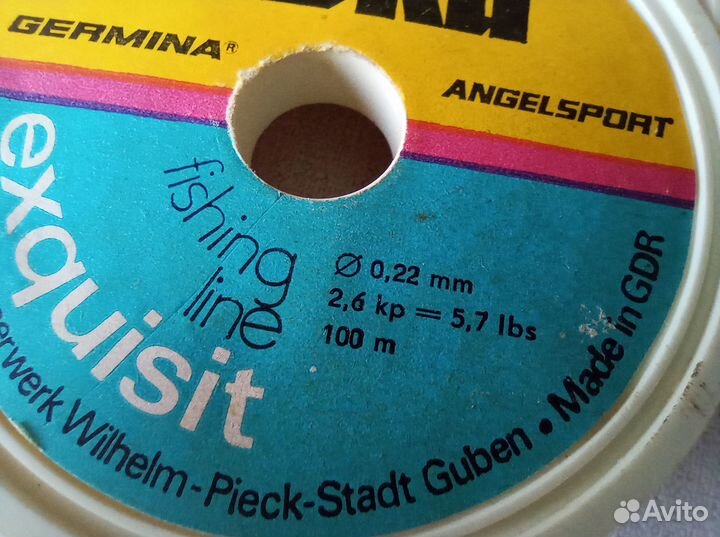 GERMINA®
ANGELSPORT
exquisit
fishing
line
Ø 0,22 mm
2,6 kp = 5,7 lbs
100 m
Wilhelm-Pieck-Stadt Guben • Made in GDR
Avito